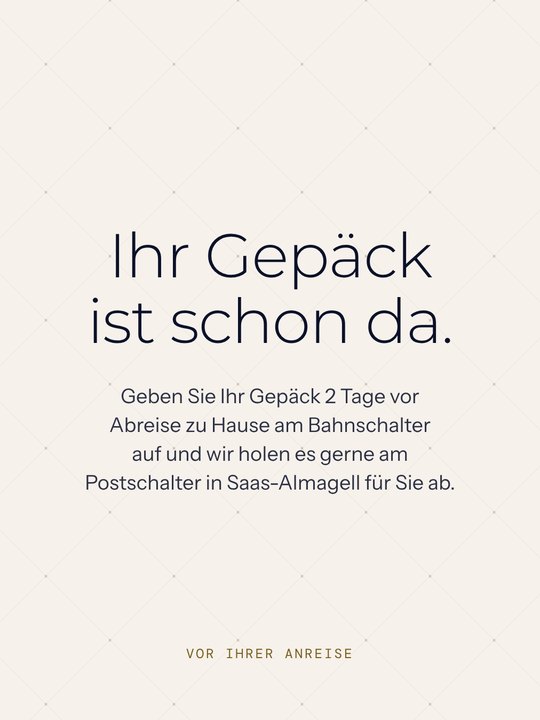 Ihr Gepäck
ist schon da.
Geben Sie Ihr Gepäck 2 Tage vor
Abreise zu Hause am Bahnschalter
auf und wir holen es gerne am
Postschalter in Saas-Almagell für Sie ab.
VOR IHRER ANREISE